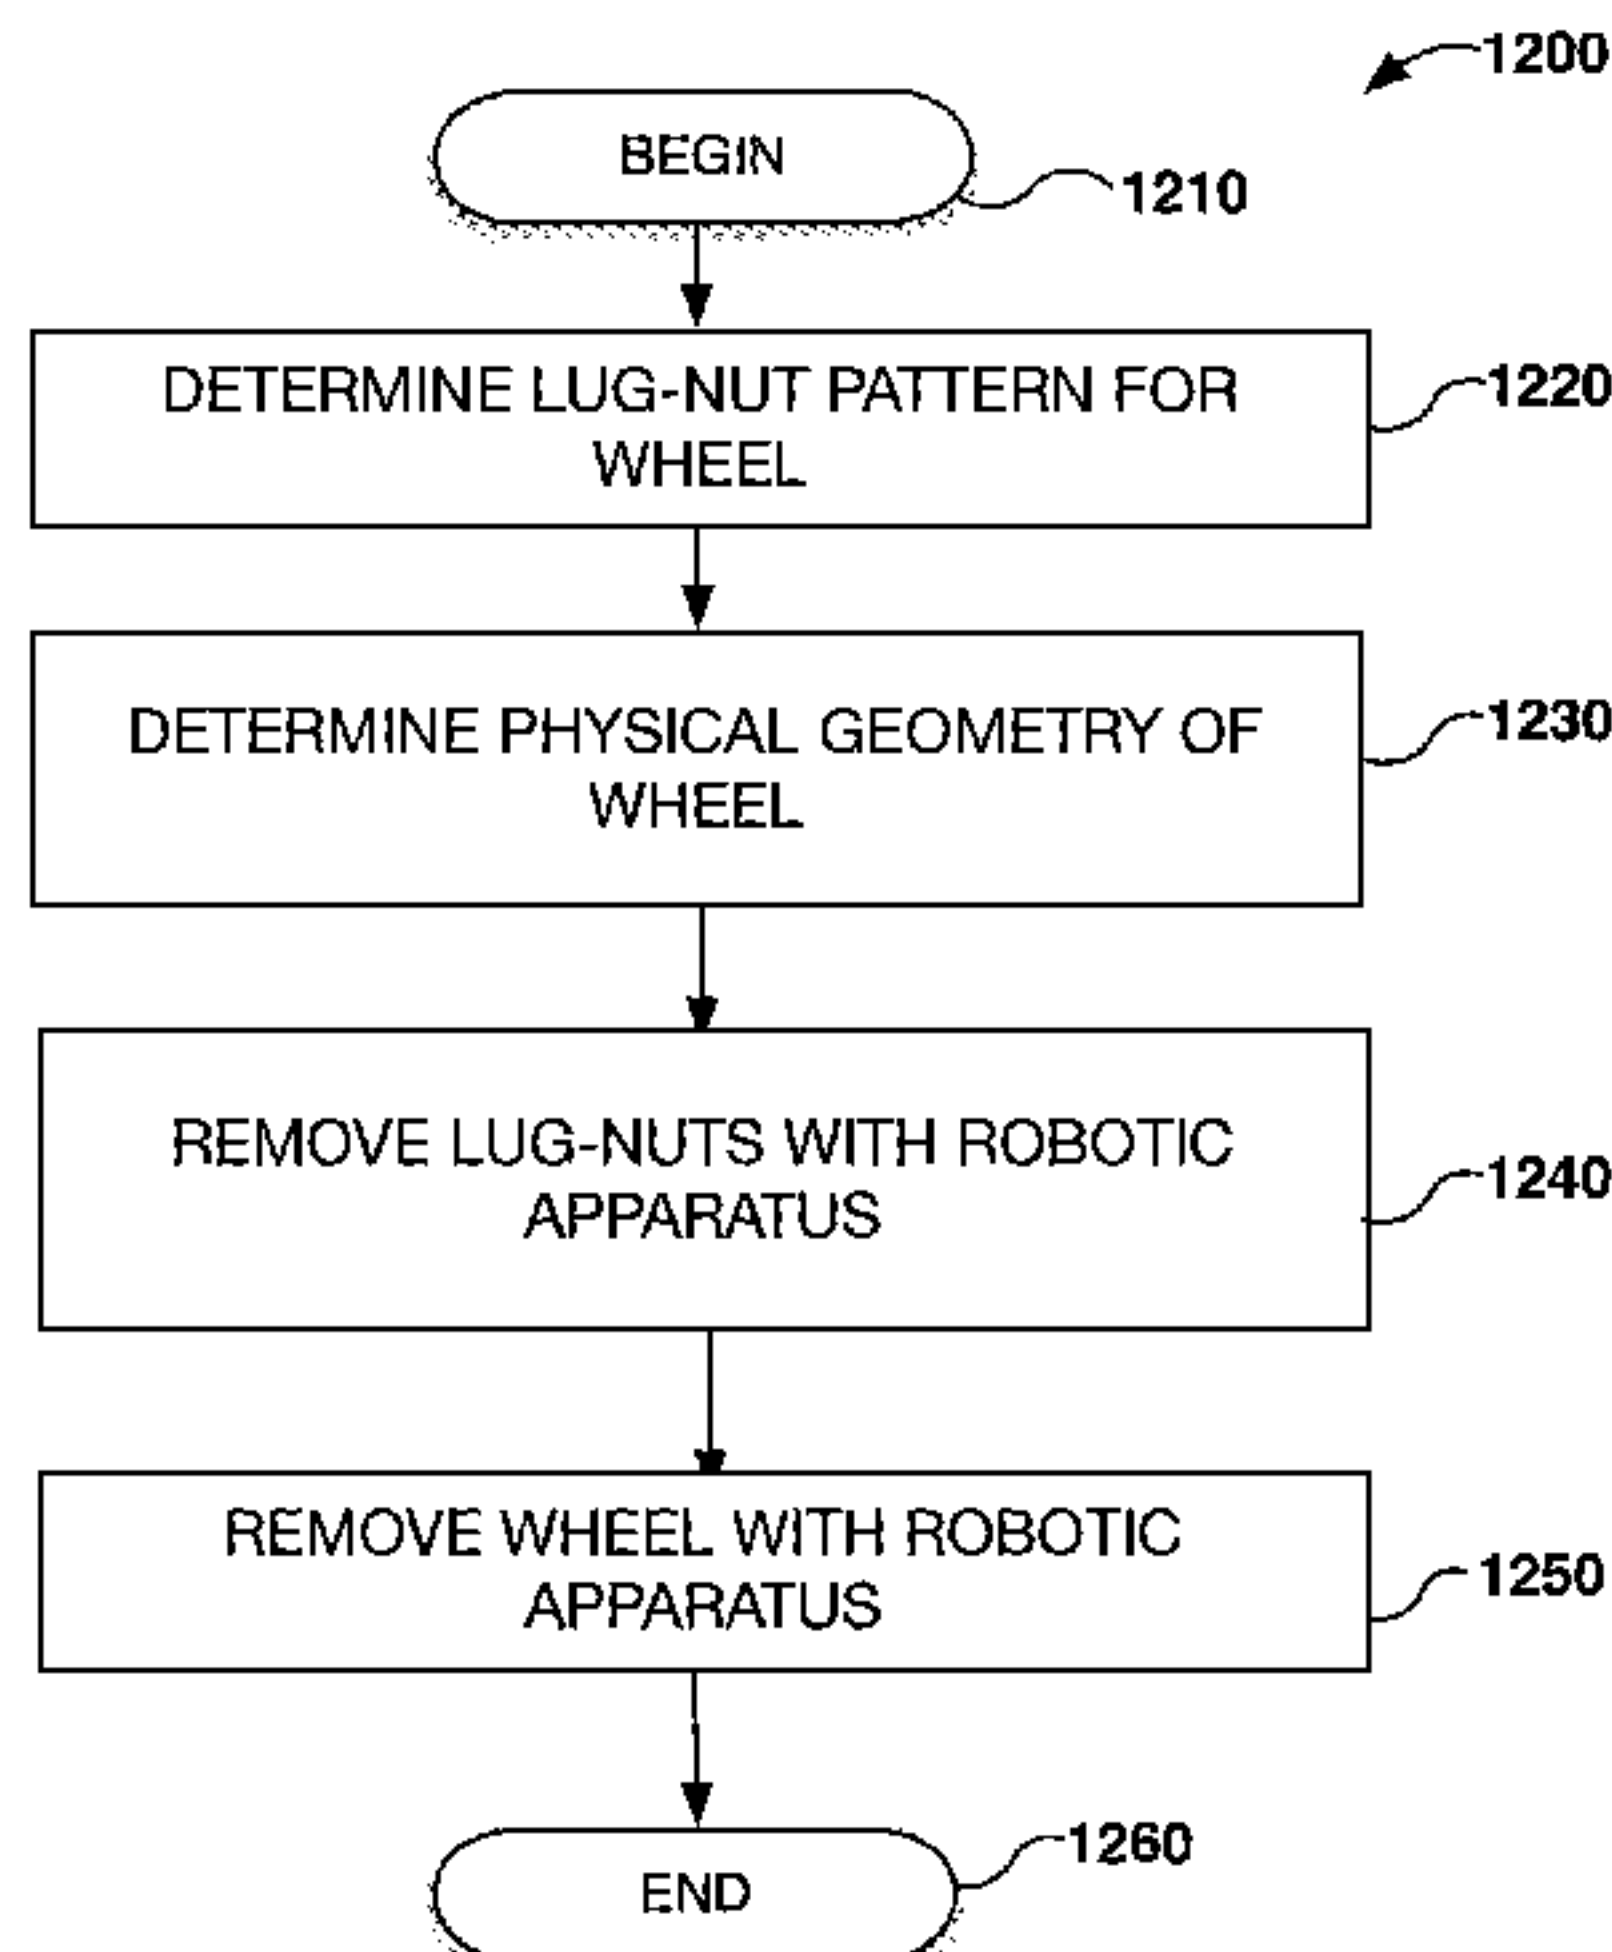 1200
BEGIN
1210
DETERMINE LUG-NUT PATTERN FOR
WHEEL
1220
DETERMINE PHYSICAL GEOMETRY OF
WHEEL
1230
REMOVE LUG-NUTS WITH ROBOTIC
APPARATUS
1240
REMOVE WHEEL WITH ROBOTIC
APPARATUS
1250
END
1260